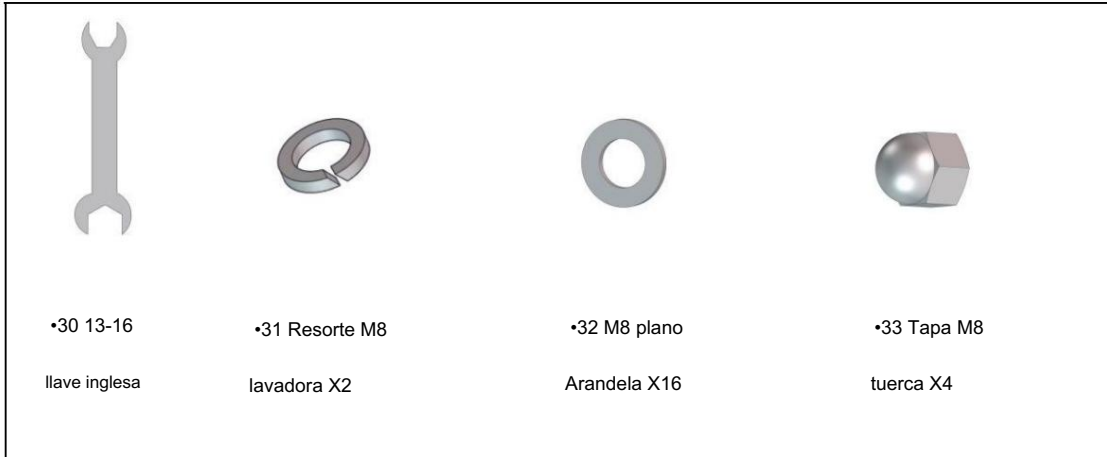 •30 13-16
llave inglesa
•31 Resorte M8
lavadora X2
•32 M8 plano
Arandela X16
•33 Tapa M8
tuerca X4